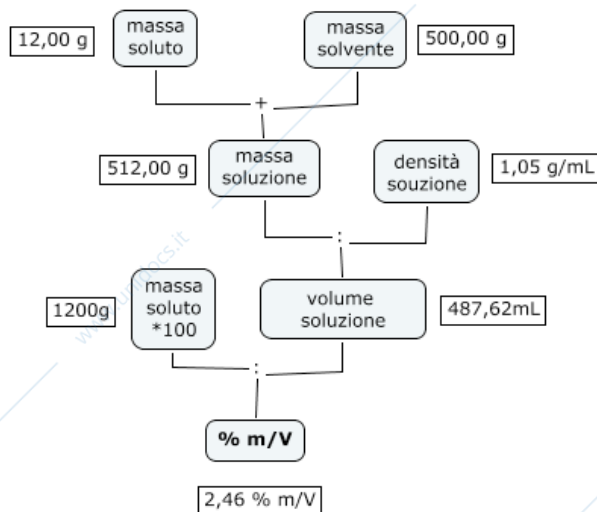 12,00 g
massa
soluto
massa
solvente
500,00 g
+
512,00 g
massa
soluzione
densità
souzione
1,05 g/mL
:
1200g
massa
soluto
*100
volume
soluzione
487,62mL
:
% m/V
2,46 % m/V